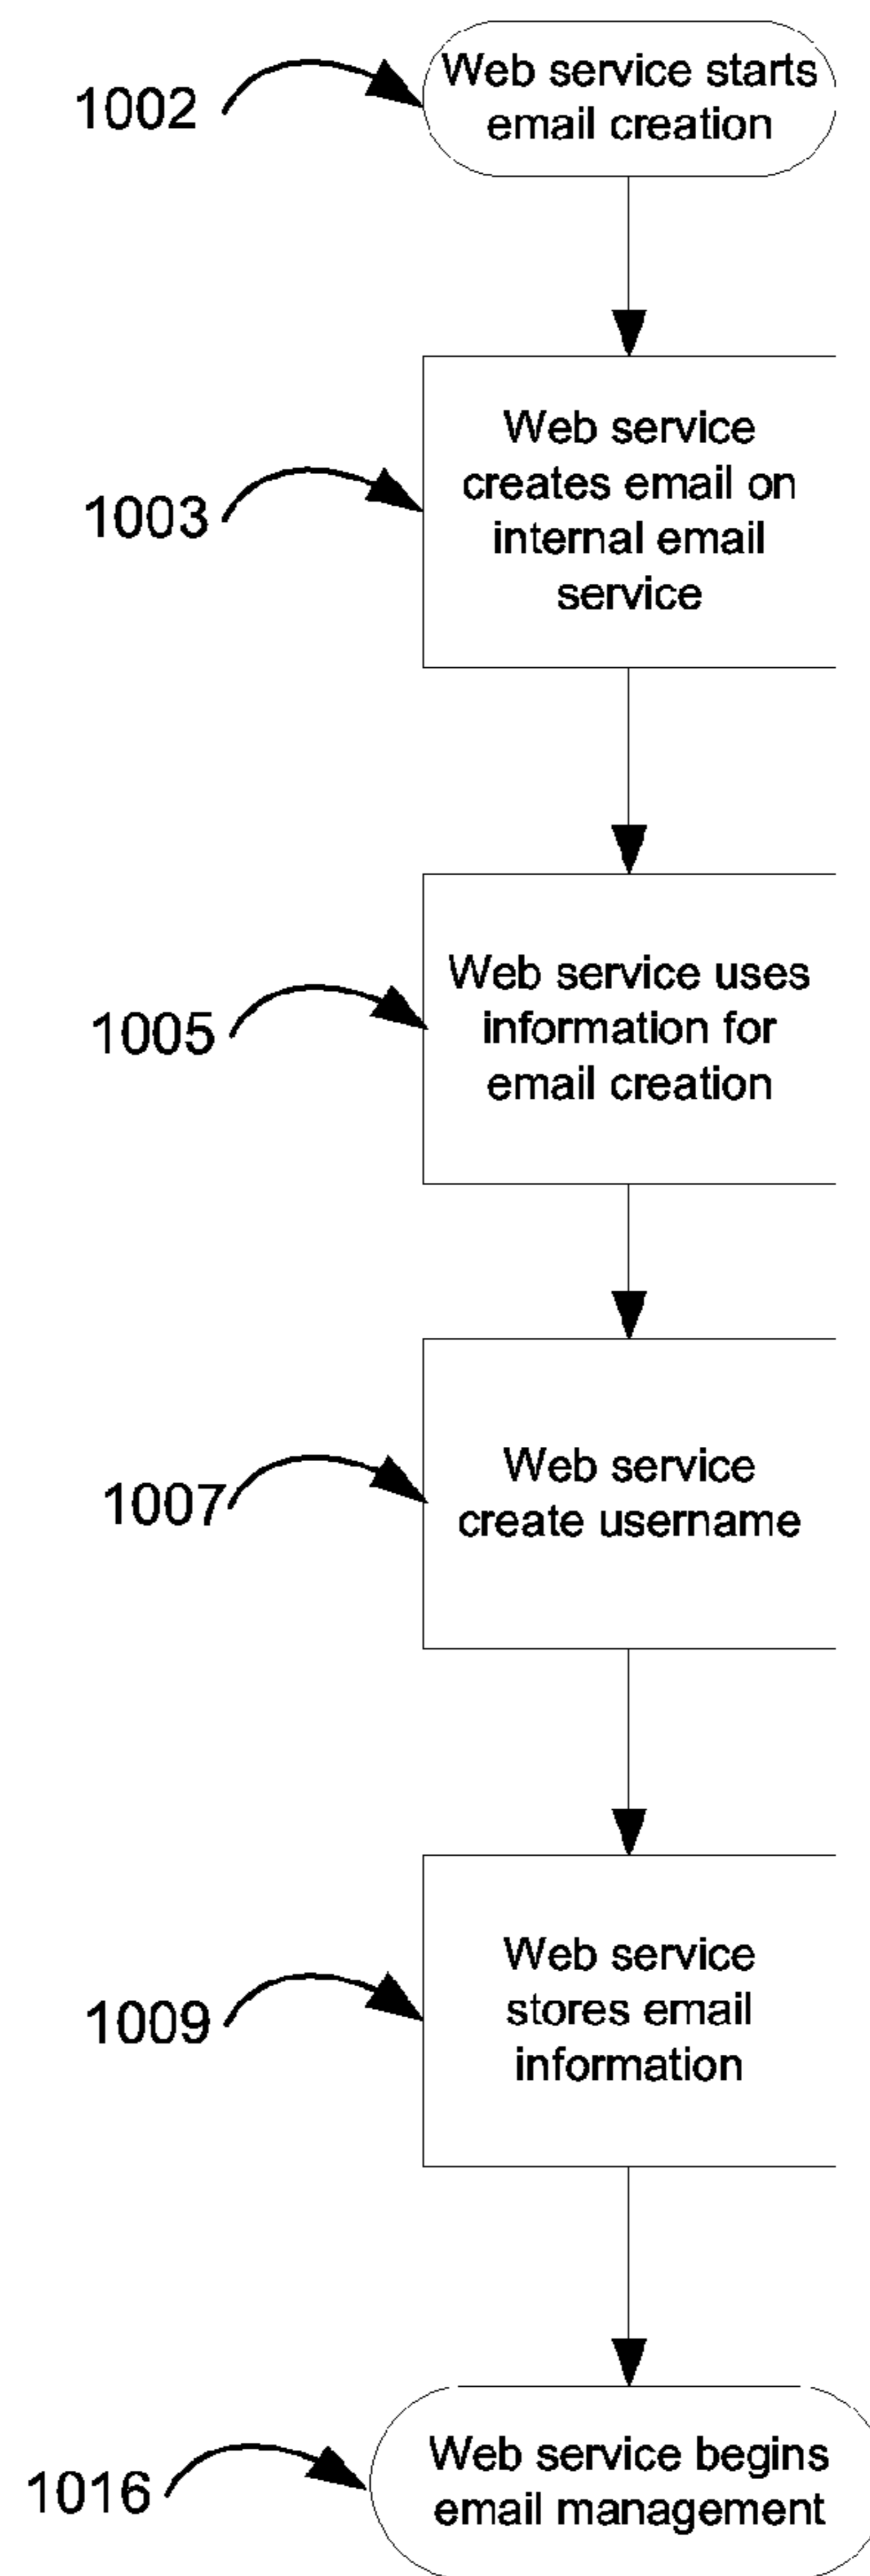 1002
Web service starts
email creation
1003
Web service
creates email on
internal email
service
1005
Web service uses
information for
email creation
1007
Web service
create username
1009
Web service
stores email
information
1016
Web service begins
email management